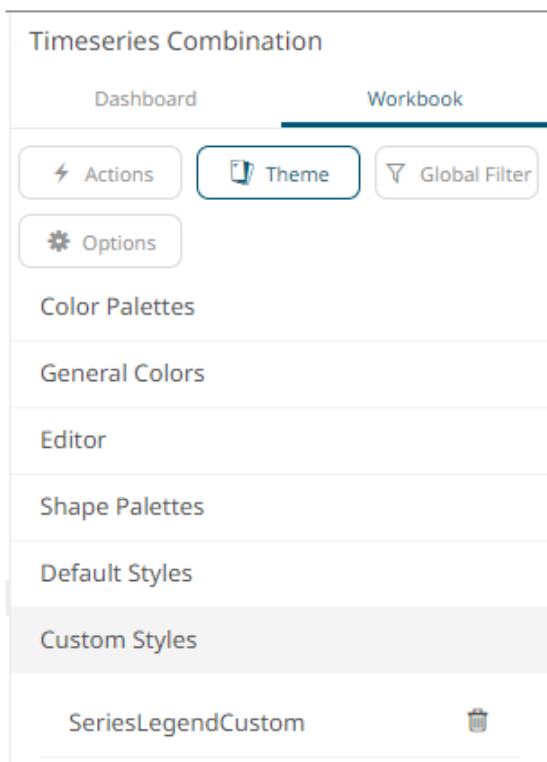 Timeseries Combination
Dashboard Workbook
Actions Theme Global Filter
Options
Color Palettes
General Colors
Editor
Shape Palettes
Default Styles
Custom Styles
SeriesLegendCustom